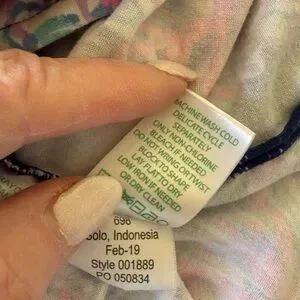 MACHINE WASH COLD
DELICATE CYCLE
SEPARATELY
ONLY NON-CHLORINE
BLEACH IF NEEDED
DO NOT WRING OR TWIST
BLOCK TO SHAPE
LAY FLAT TO DRY
LOW IRON IF NEEDED
OR DRY CLEAN
698
Solo, Indonesia
Feb-19
Style 001889
PO 050834